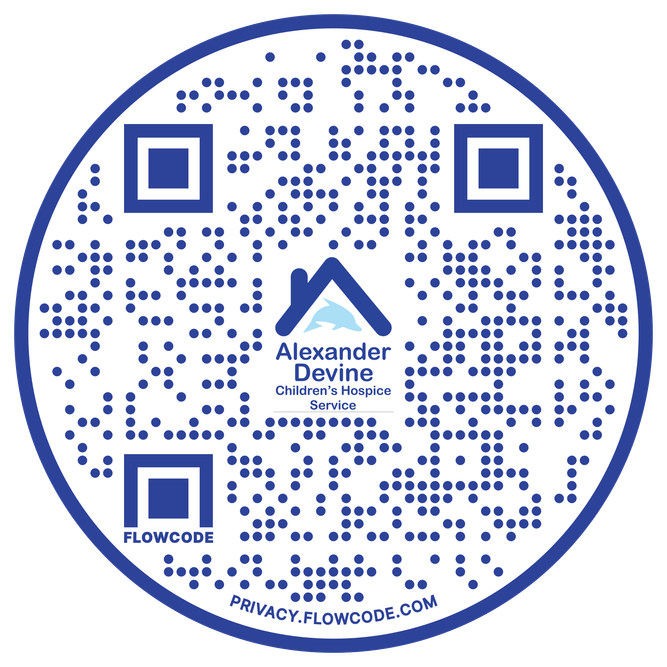 Alexander
Devine
Children's Hospice
Service
FLOWCODE
PRIVACY.FLOWCODE.COM